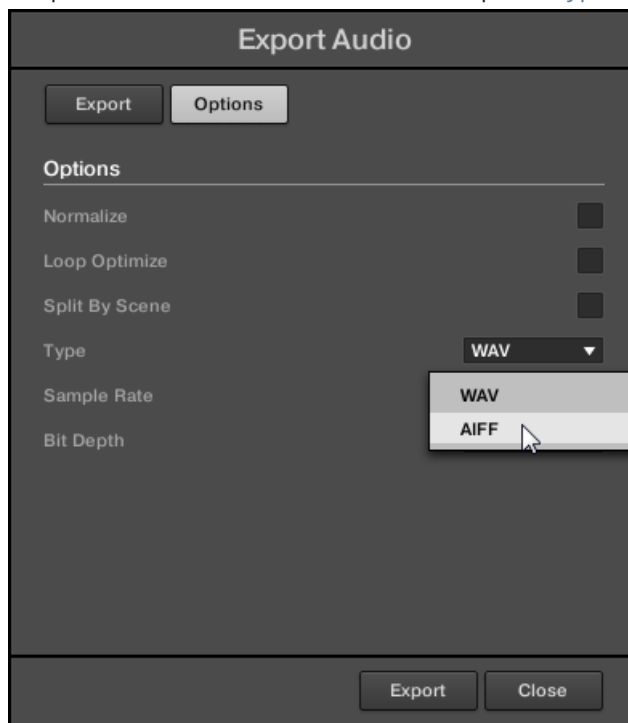 Export Audio
Export Options
Options
Normalize
Loop Optimize
Split By Scene
Type WAV
Sample Rate WAV
AIFF
Bit Depth
Export Close